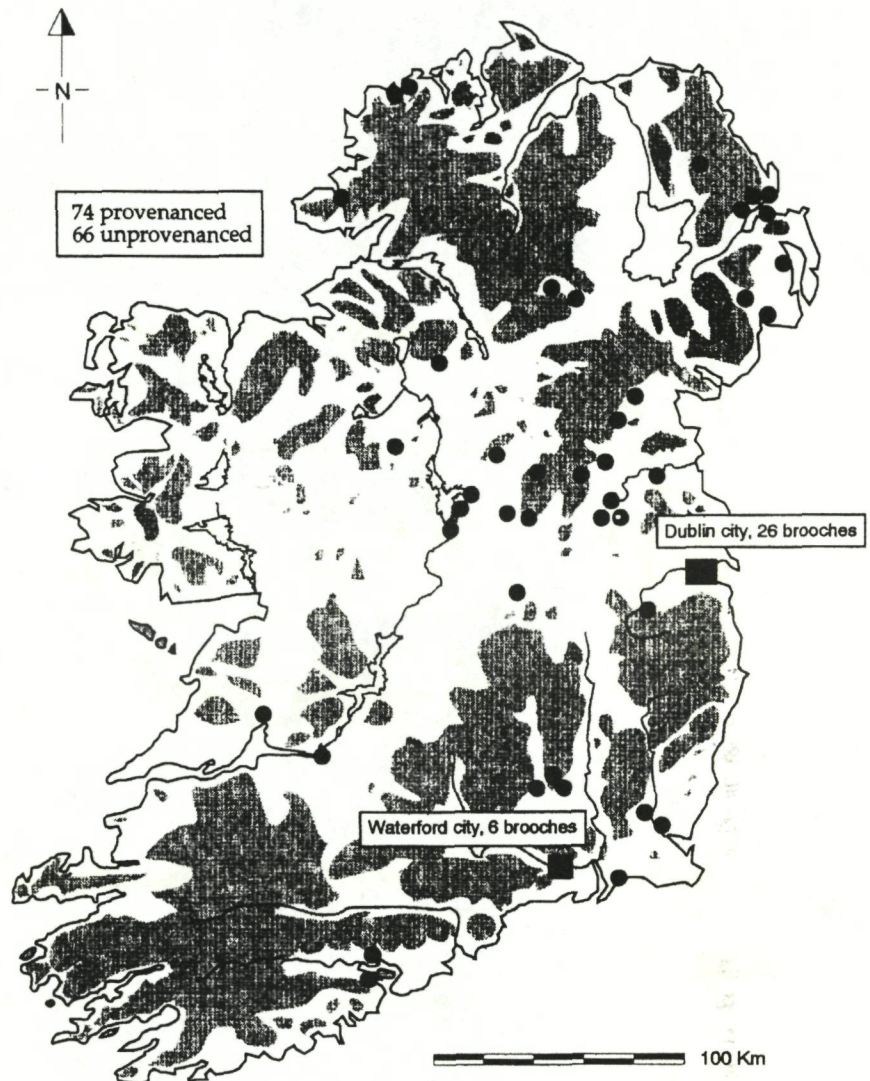 N
74 provenanced
66 unprovenanced
Dublin city, 26 brooches
Waterford city, 6 brooches
100 Km